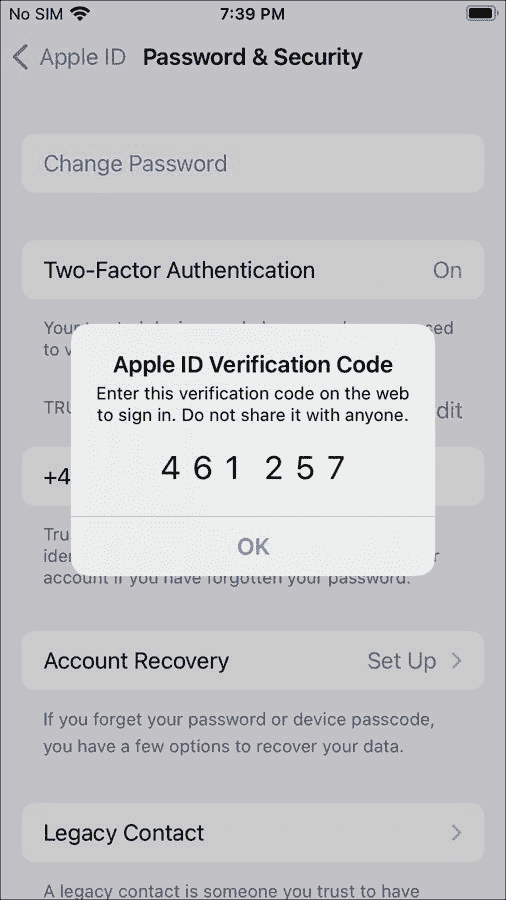 No SIM 7:39 PM
Apple ID Password & Security
Change Password
Two-Factor Authentication On
Apple ID Verification Code
Enter this verification code on the web
to sign in. Do not share it with anyone.
461 257
+4
OK
account if you have forgotten your password.
Account Recovery Set Up
If you forget your password or device passcode,
you have a few options to recover your data.
Legacy Contact
A legacy contact is someone you trust to have